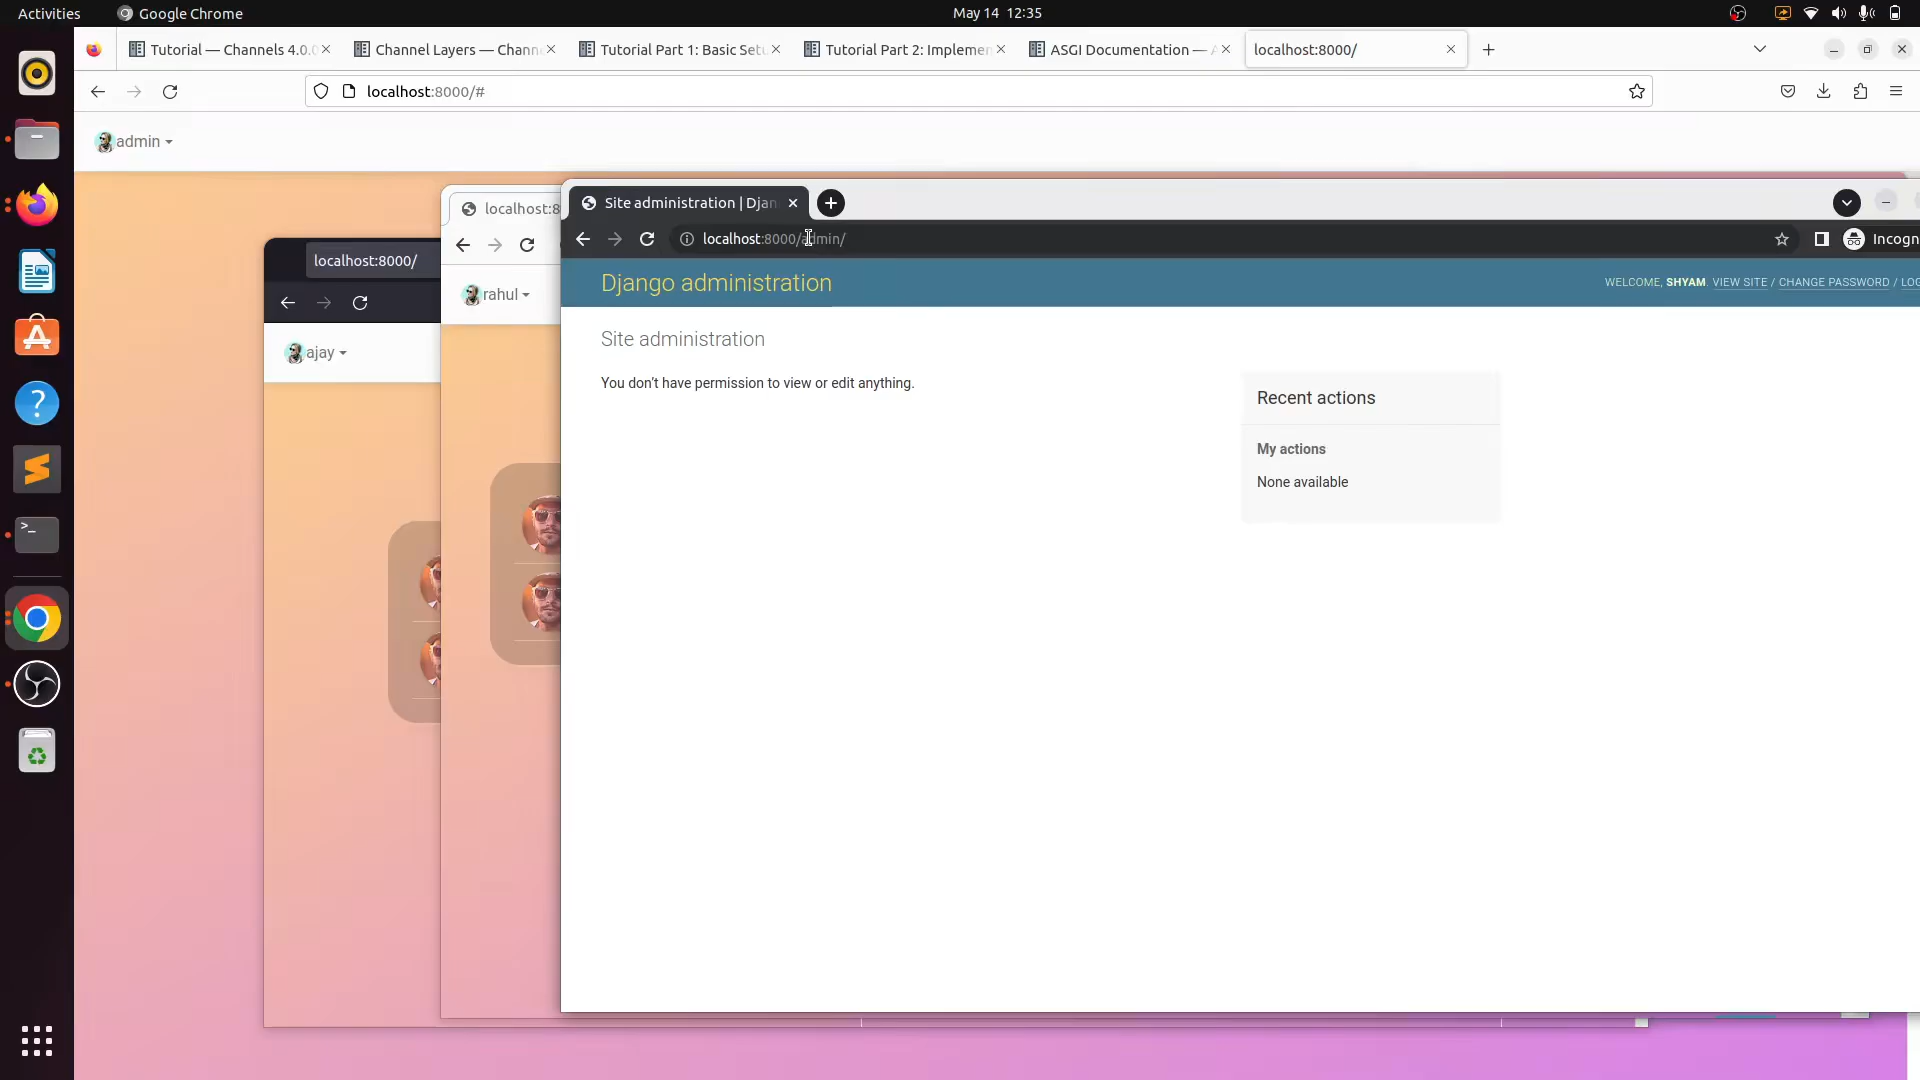 Activities
Google Chrome
May 14 12:35
Tutorial — Channels 4.0.0
Channel Layers — Chann
Tutorial Part 1: Basic Setu
Tutorial Part 2: Implemen
ASGI Documentation —
localhost:8000/
localhost:8000/#
admin
localhost:8
Site administration | Djan
localhost:8000/admin/
Incogn
localhost:8000/
Django administration
WELCOME, SHYAM. VIEW SITE / CHANGE PASSWORD / LOG
rahul
Site administration
ajay
You don't have permission to view or edit anything.
Recent actions
My actions
None available